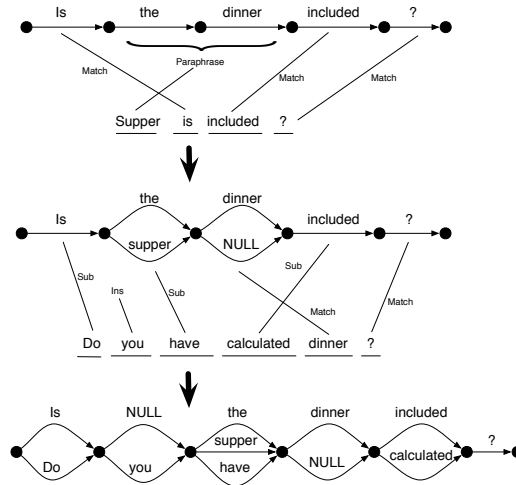 Is the dinner included ?
Paraphrase
Match Match Match
Supper is included ?
the dinner
Is included ?
supper NULL
Sub Ins Sub Sub Match Match
Do you have calculated dinner ?
Is NULL the dinner included
supper ?
Do you have NULL calculated